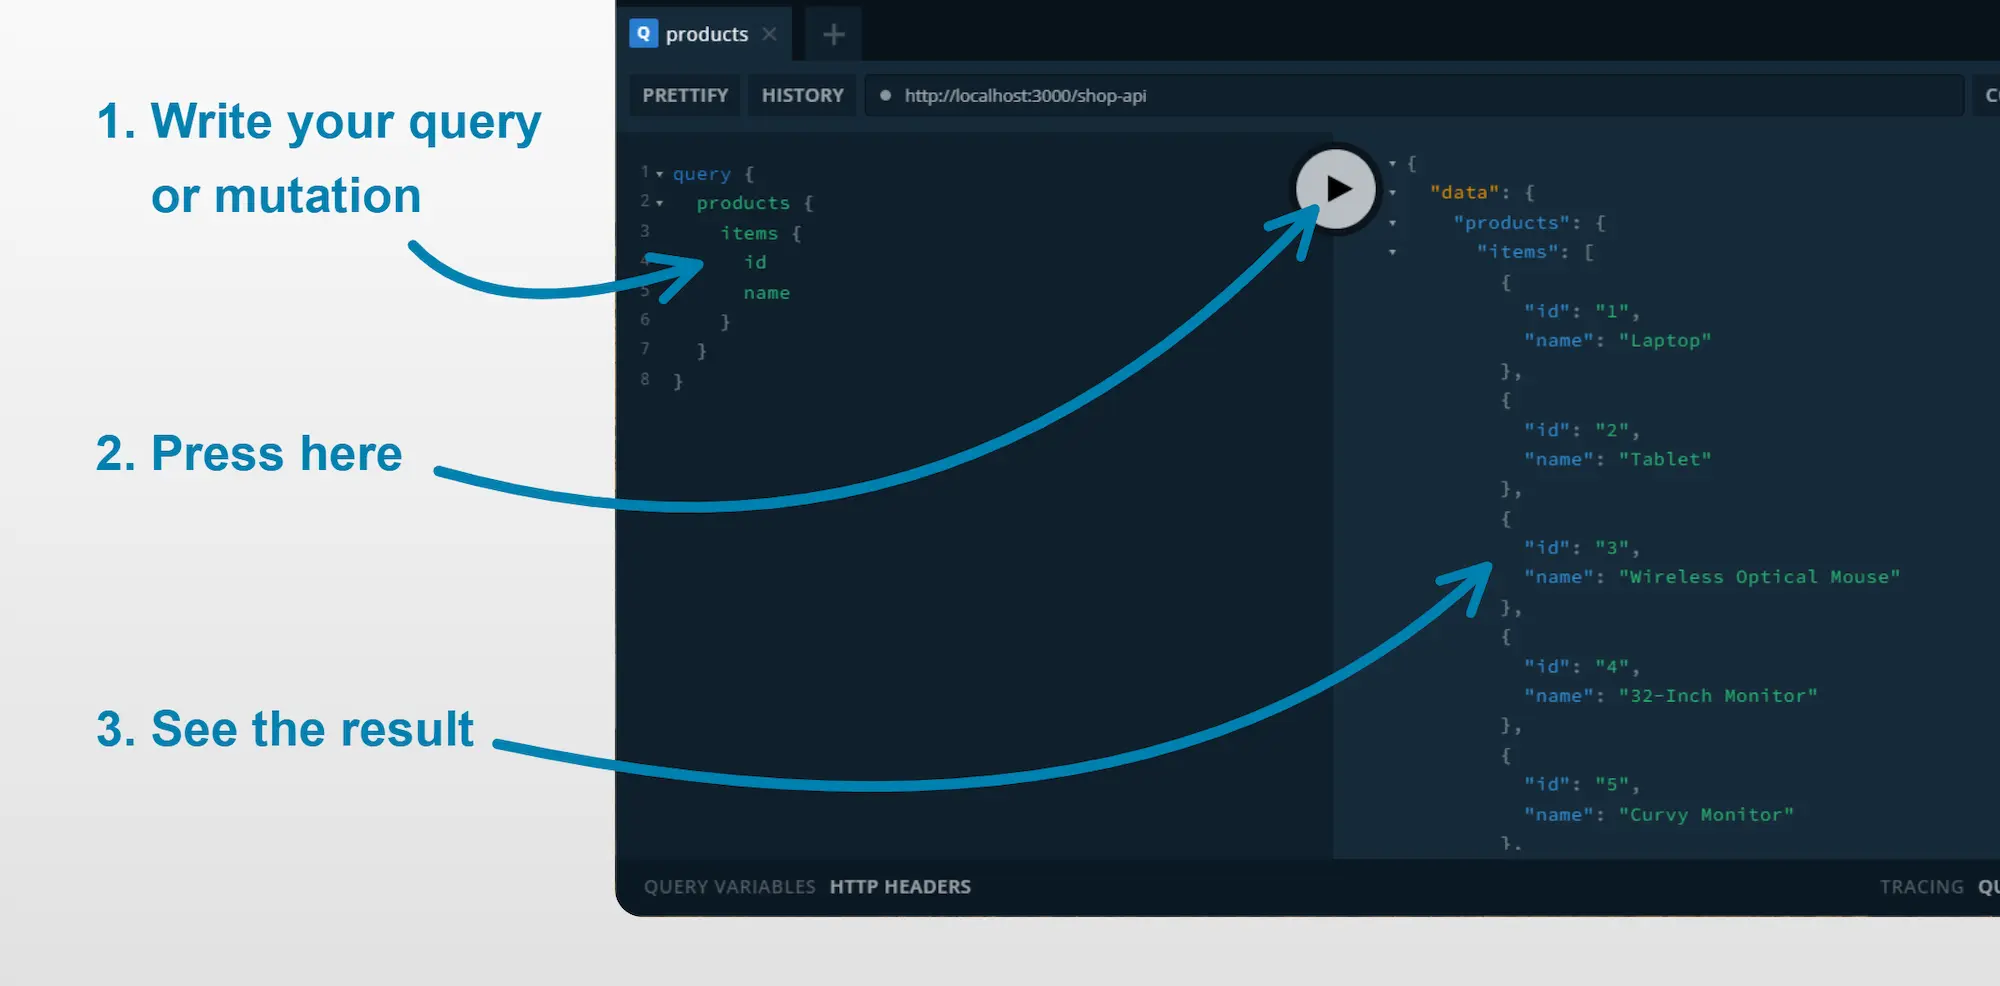 1. Write your query
or mutation
2. Press here
3. See the result
Q products
PRETTIFY HISTORY http://localhost:3000/shop-api
1 query {
2 products {
3 items {
4 id
5 name
6 }
7 }
8 }
{
"data": {
"products": {
"items": [
{
"id": "1",
"name": "Laptop"
},
{
"id": "2",
"name": "Tablet"
},
{
"id": "3",
"name": "Wireless Optical Mouse"
},
{
"id": "4",
"name": "32-Inch Monitor"
},
{
"id": "5",
"name": "Curvy Monitor"
},
QUERY VARIABLES HTTP HEADERS
TRACING